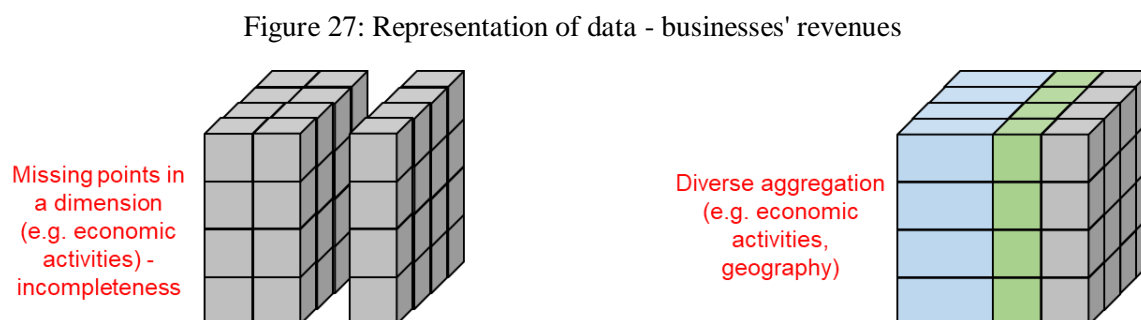 Figure 27: Representation of data - businesses' revenues
Missing points in
a dimension
(e.g. economic
activities) -
incompleteness
Diverse aggregation
(e.g. economic
activities,
geography)